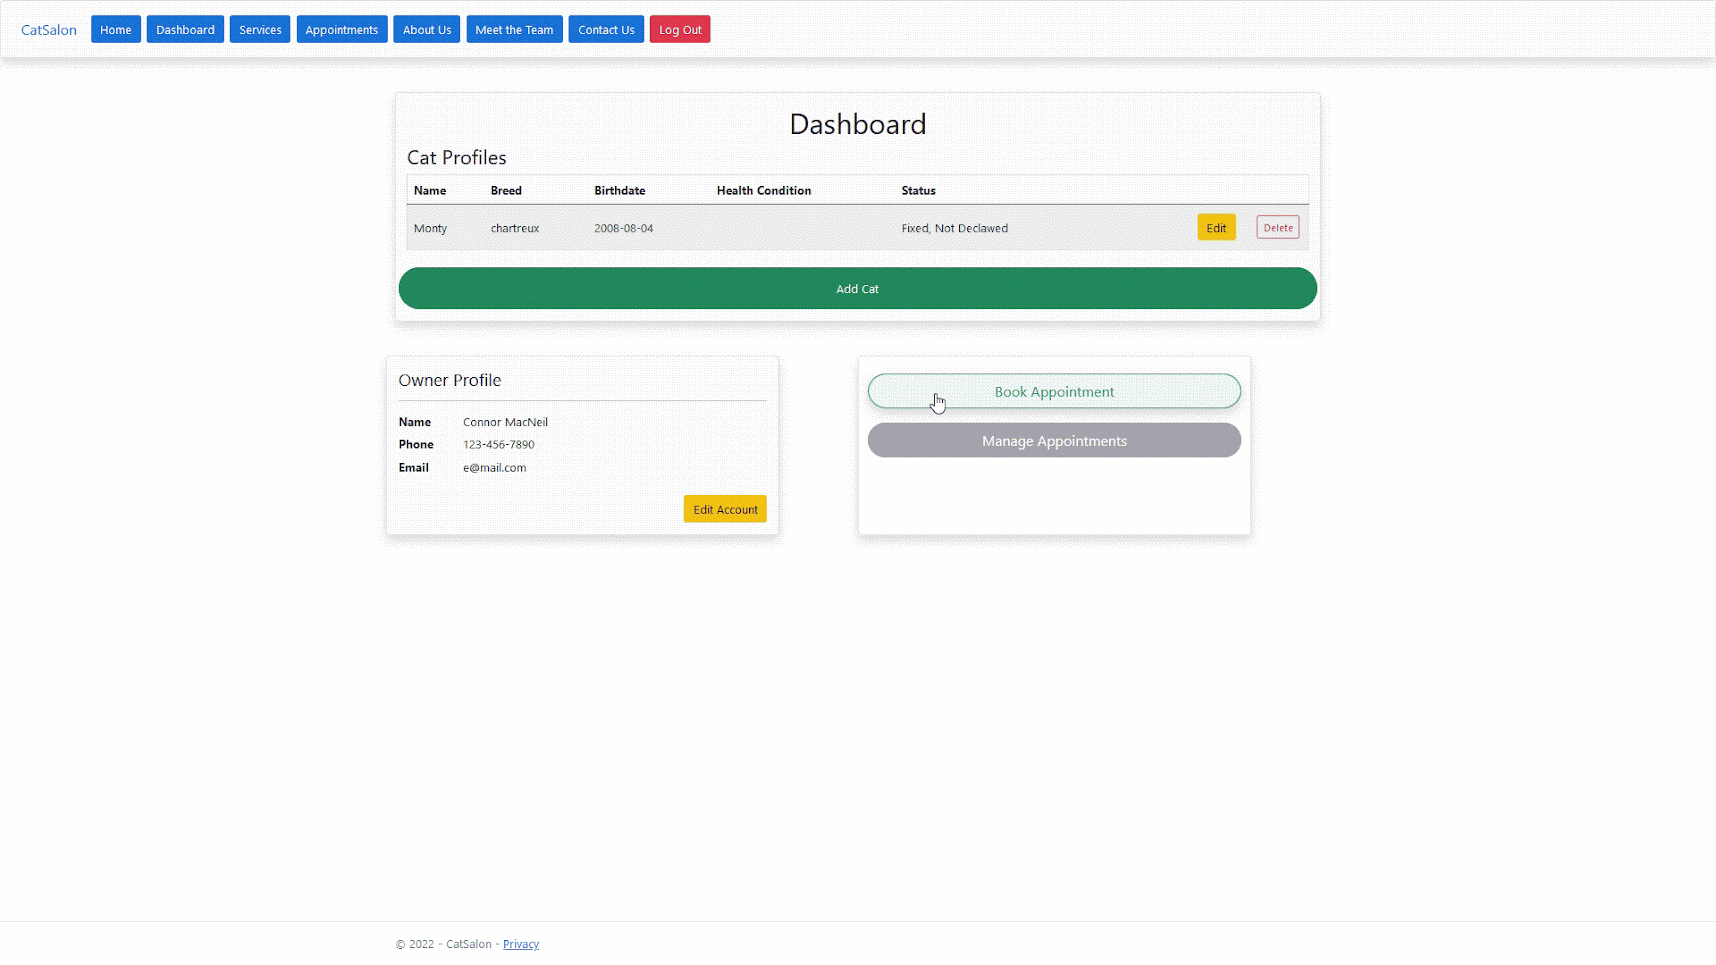 CatSalon Home Dashboard Services Appointments About Us Meet the Team Contact Us Log Out
Dashboard
Cat Profiles
Name Breed Birthdate Health Condition Status
Monty chartreux 2008-08-04 Fixed, Not Declawed Edit Delete
Add Cat
Owner Profile
Name Connor MacNeil
Phone 123-456-7890
Email e@mail.com
Edit Account
Book Appointment
Manage Appointments
© 2022 - CatSalon - Privacy